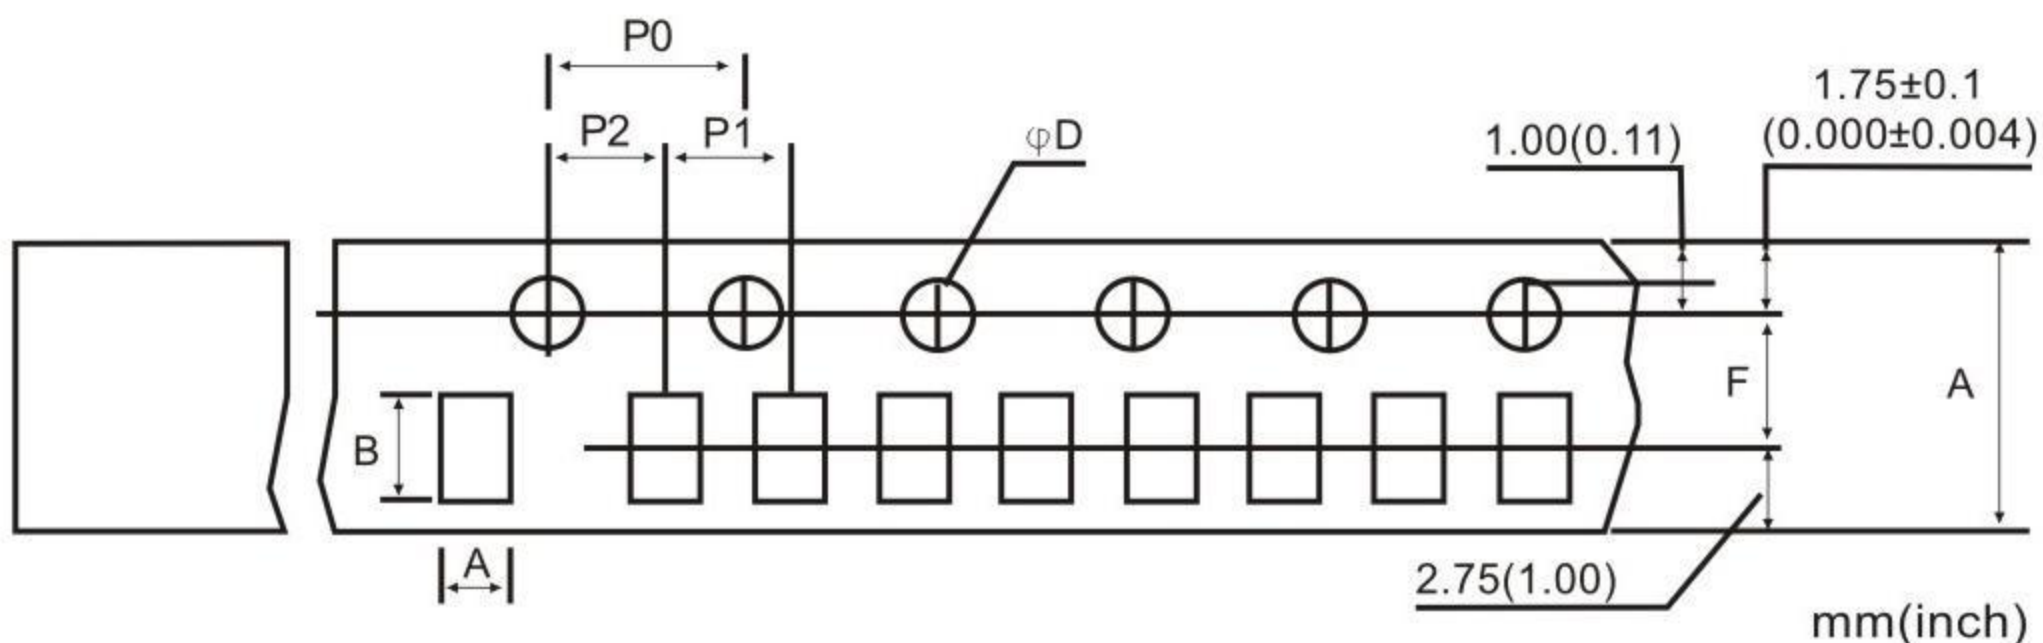 P0
P2
P1
φD
1.00(0.11)
1.75±0.1
(0.000±0.004)
F
A
B
A
2.75(1.00)
mm(inch)